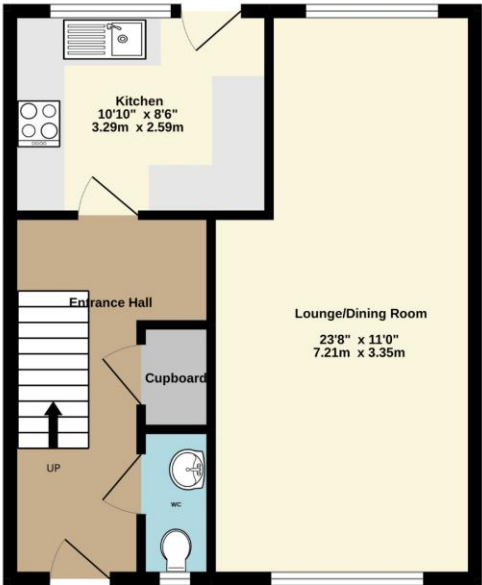 Kitchen
10'10" x 8'6"
3.29m x 2.59m
Entrance Hall
Lounge/Dining Room
23'8" x 11'0"
7.21m x 3.35m
Cupboard
UP
WC